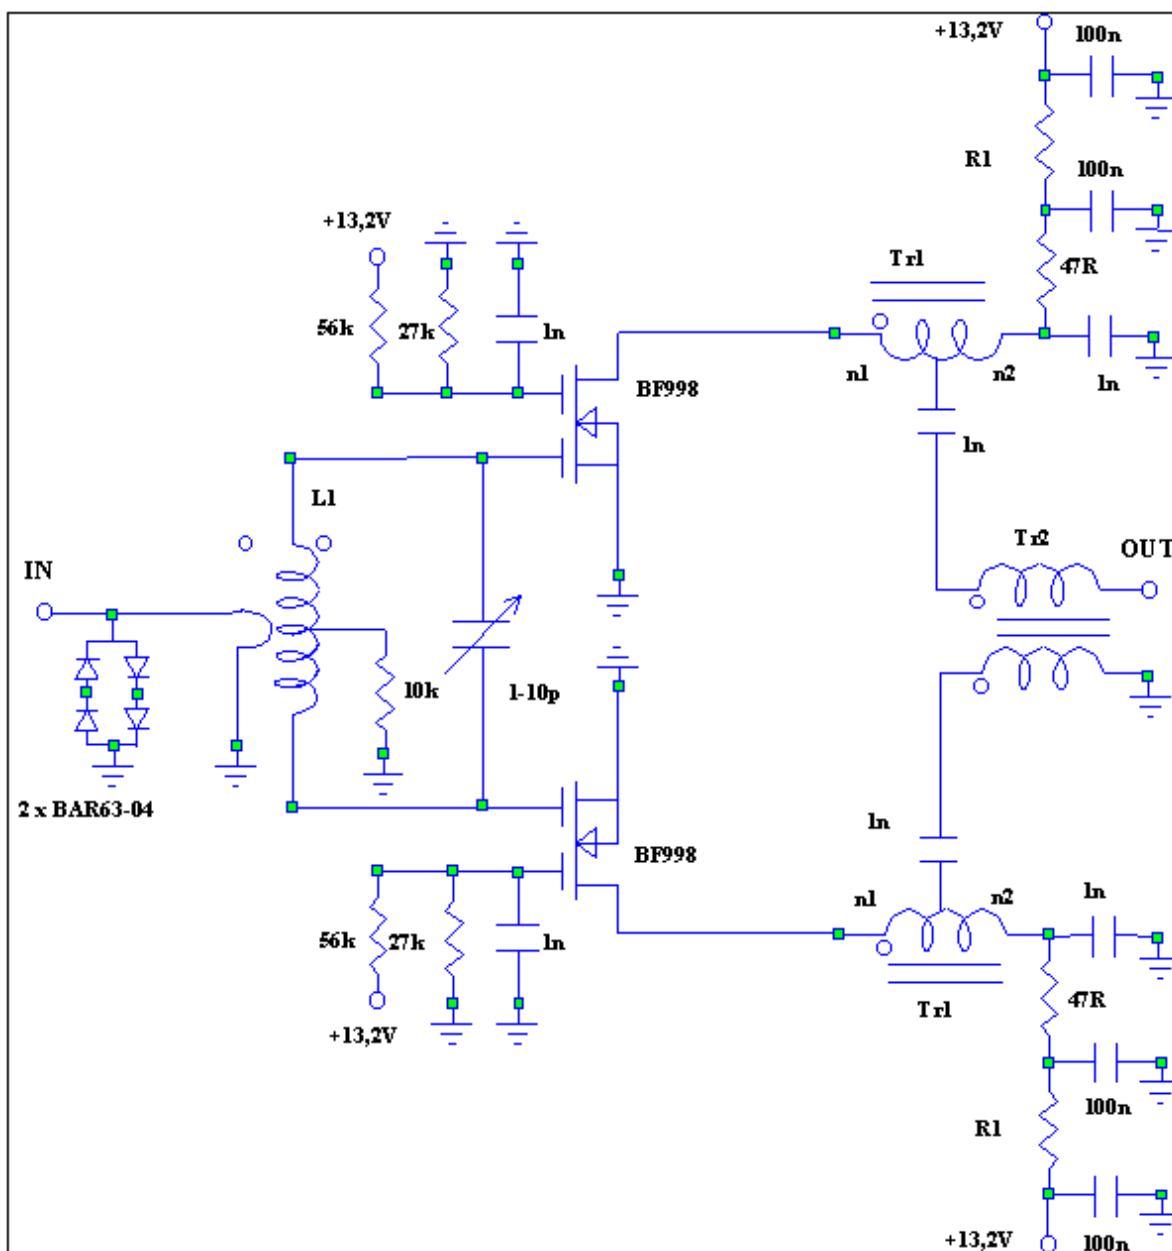 +13,2V
100n
R1
100n
+13,2V
Tr1
47R
56k
27k
1n
n1
n2
1n
BF998
1n
L1
Tr2
OUT
IN
10k
1-10p
2 x BAR63-04
1n
BF998
n1
n2
1n
56k
27k
1n
47R
Tr1
+13,2V
100n
R1
+13,2V
100n